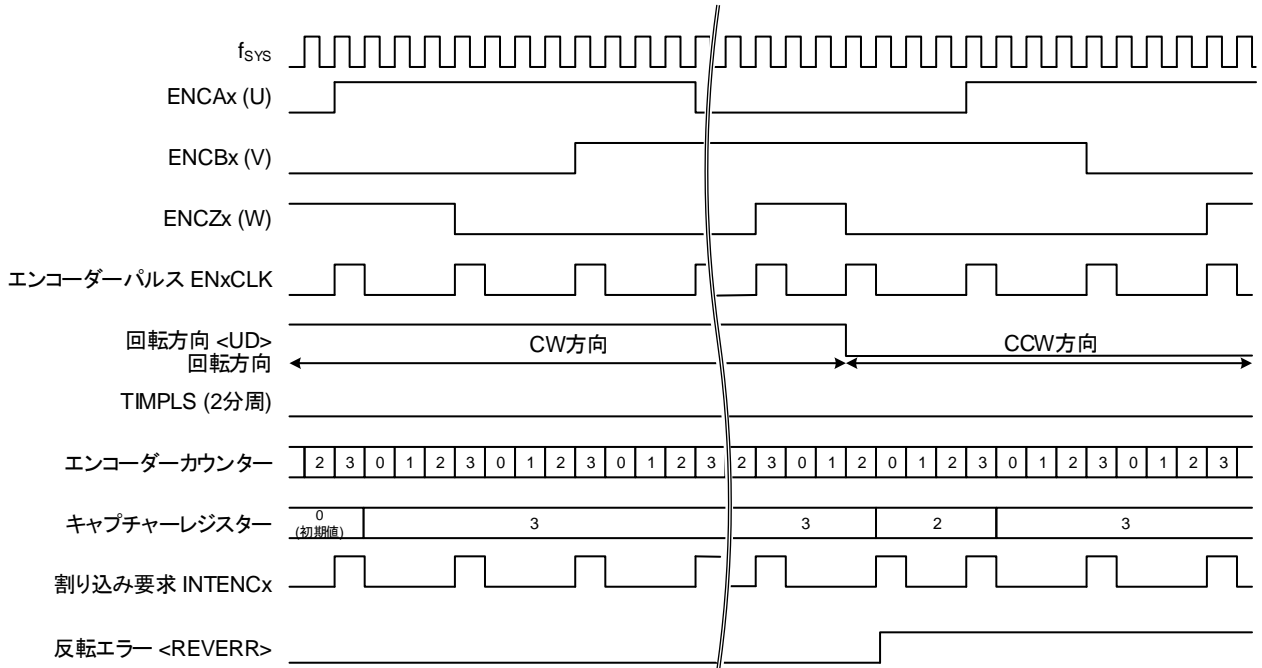 fSYS
ENCAx (U)
ENCBx (V)
ENCZx (W)
エンコーダーパルス ENxCLK
回転方向 <UD>
回転方向
CW方向
CCW方向
TIMPLS (2分周)
エンコーダーカウンター
2 3 0 1 2 3 0 1 2 3 0 1 2 3 2 3 0 1 2 0 1 2 3 0 1 2 3 0 1 2 3
キャプチャーレジスター
0
(初期値)
3 3 2 3
割り込み要求 INTENCx
反転エラー <REVERR>